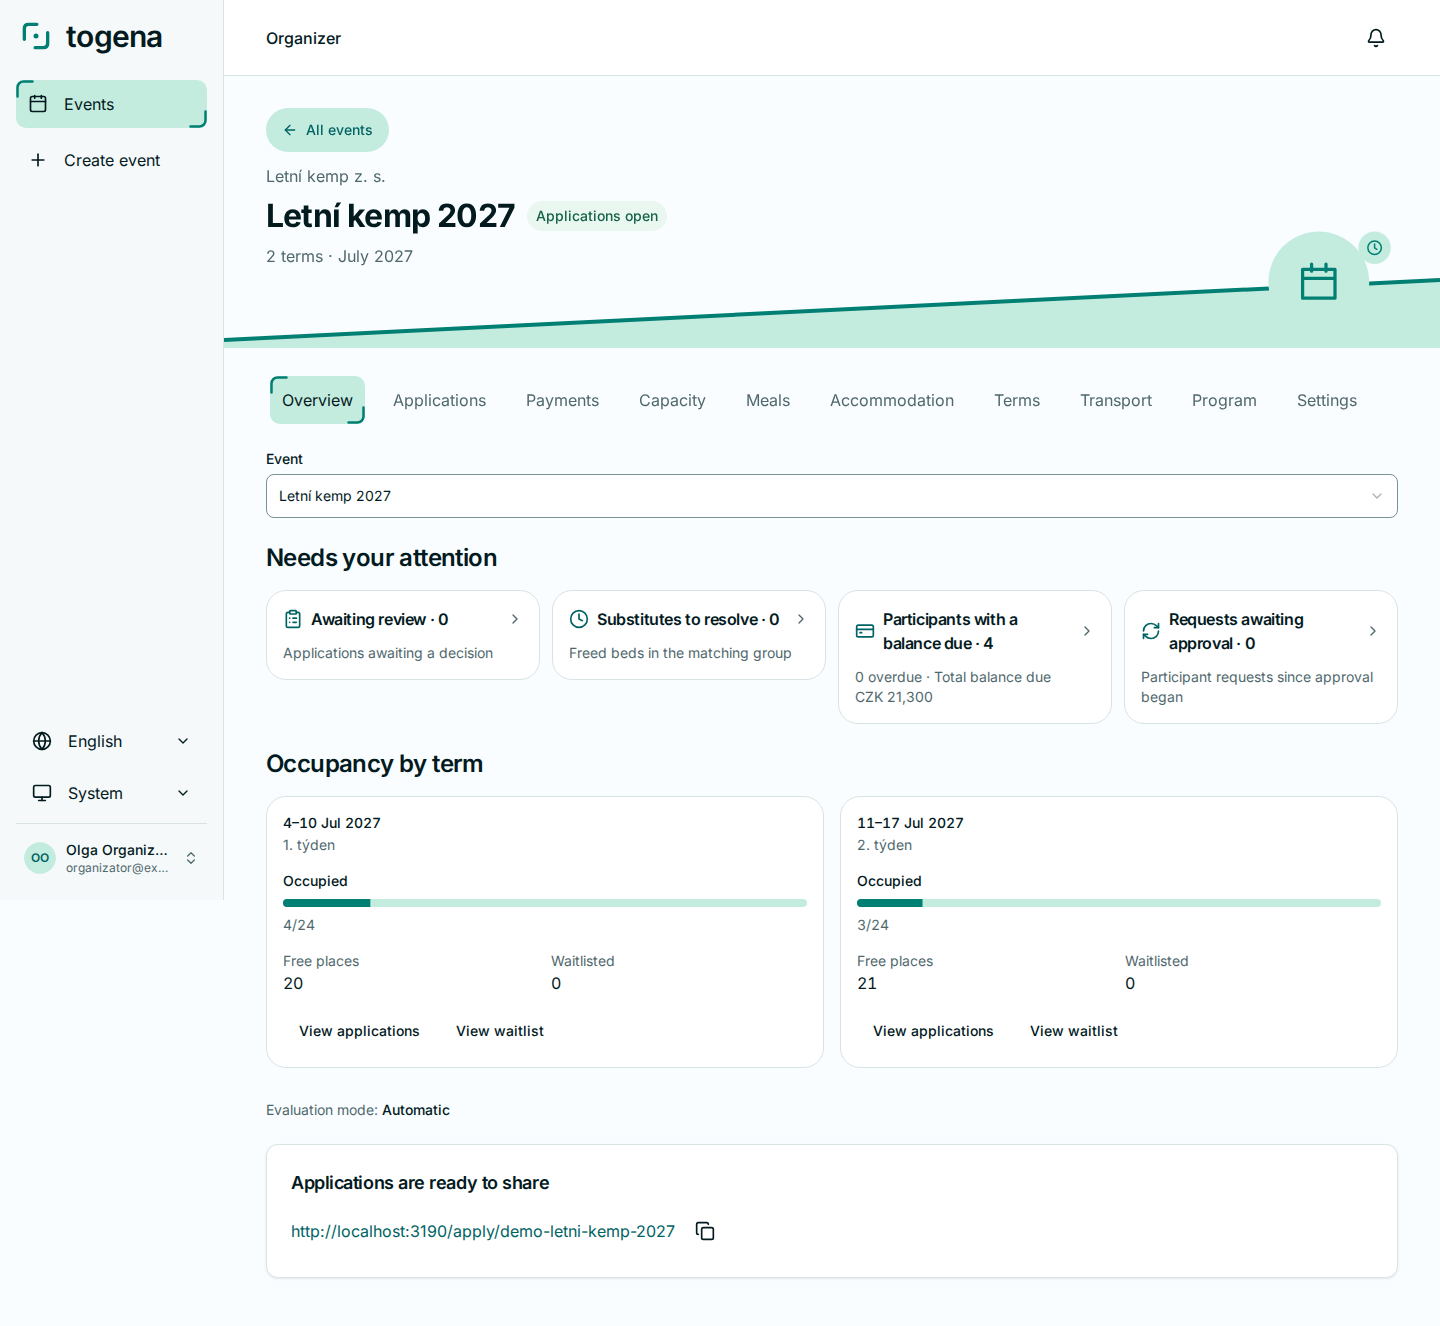 togena
Organizer
Events
Create event
All events
Letní kemp z. s.
Letní kemp 2027
Applications open
2 terms · July 2027
Overview
Applications
Payments
Capacity
Meals
Accommodation
Terms
Transport
Program
Settings
Event
Letní kemp 2027
Needs your attention
Awaiting review · 0
Applications awaiting a decision
Substitutes to resolve · 0
Freed beds in the matching group
Participants with a
balance due · 4
0 overdue · Total balance due
CZK 21,300
Requests awaiting
approval · 0
Participant requests since approval
began
Occupancy by term
4–10 Jul 2027
1. týden
Occupied
4/24
Free places
20
Waitlisted
0
View applications
View waitlist
11–17 Jul 2027
2. týden
Occupied
3/24
Free places
21
Waitlisted
0
View applications
View waitlist
Evaluation mode: Automatic
Applications are ready to share
http://localhost:3190/apply/demo-letni-kemp-2027
English
System
OO
Olga Organiz...
organizator@ex...